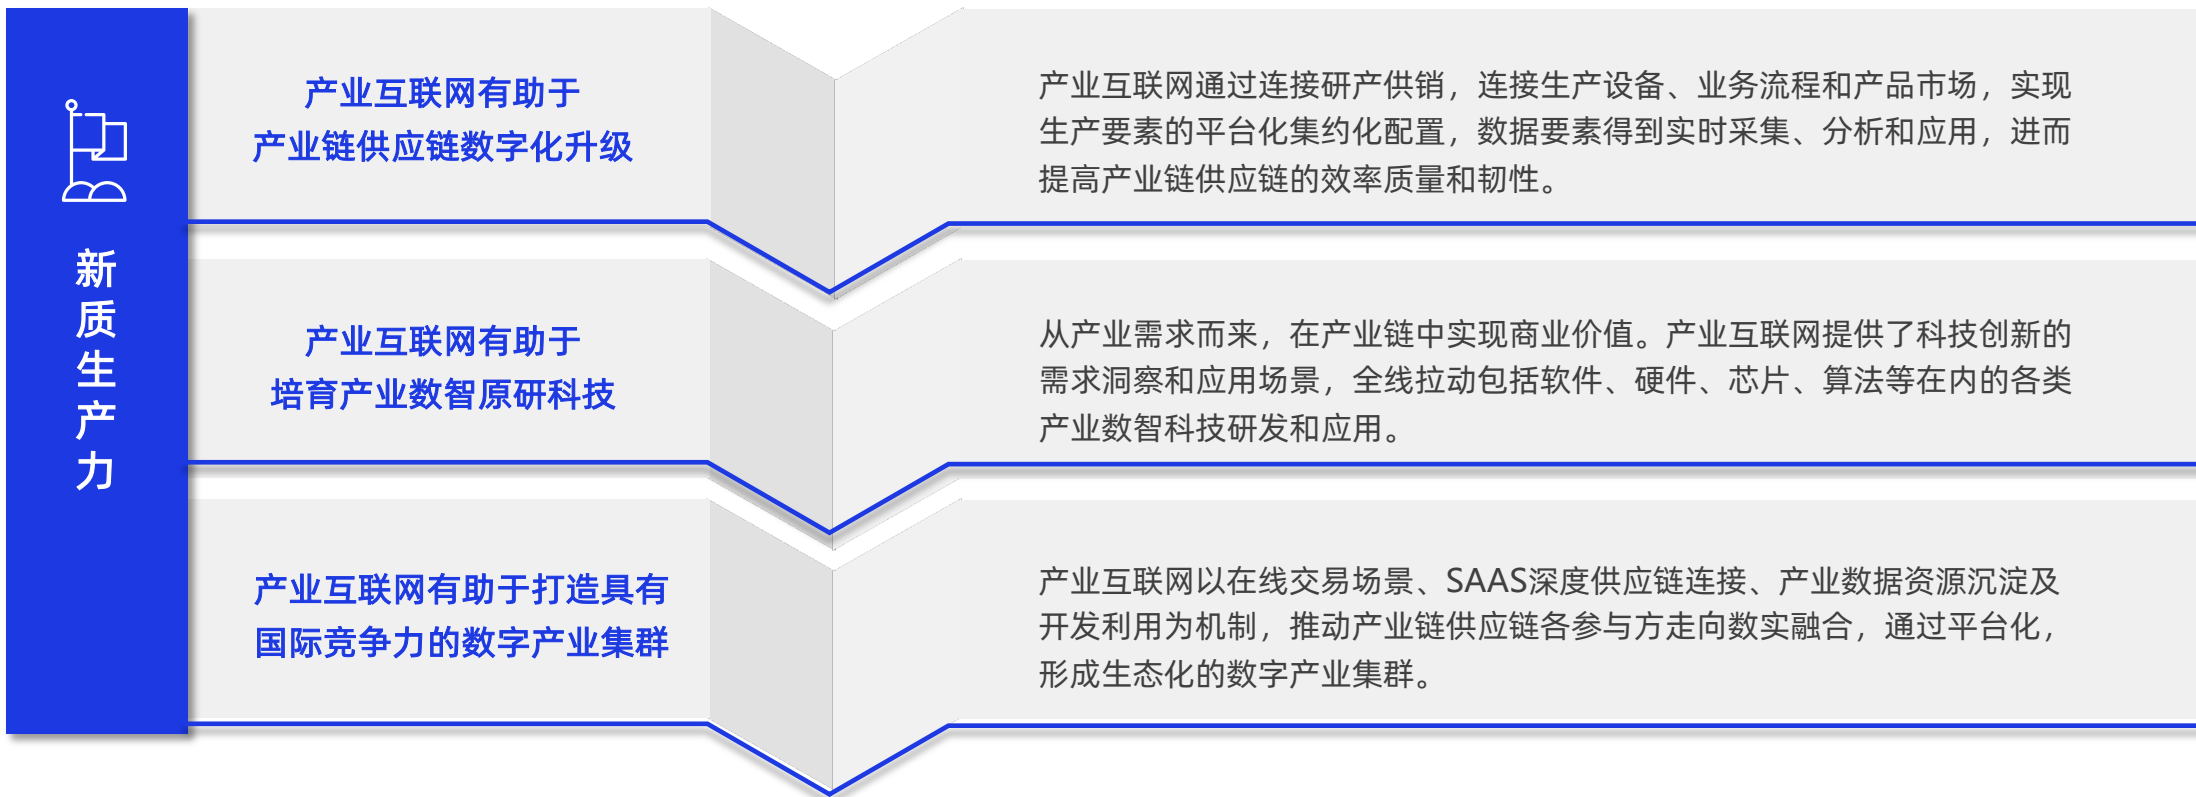 新质生产力
产业互联网有助于
产业链供应链数字化升级
产业互联网通过连接研产供销，连接生产设备、业务流程和产品市场，实现
生产要素的平台化集约化配置，数据要素得到实时采集、分析和应用，进而
提高产业链供应链的效率质量和韧性。
产业互联网有助于
培育产业数智原研科技
从产业需求而来，在产业链中实现商业价值。产业互联网提供了科技创新的
需求洞察和应用场景，全线拉动包括软件、硬件、芯片、算法等在内的各类
产业数智科技研发和应用。
产业互联网有助于打造具有
国际竞争力的数字产业集群
产业互联网以在线交易场景、SAAS深度供应链连接、产业数据资源沉淀及
开发利用为机制，推动产业链供应链各参与方走向数实融合，通过平台化，
形成生态化的数字产业集群。